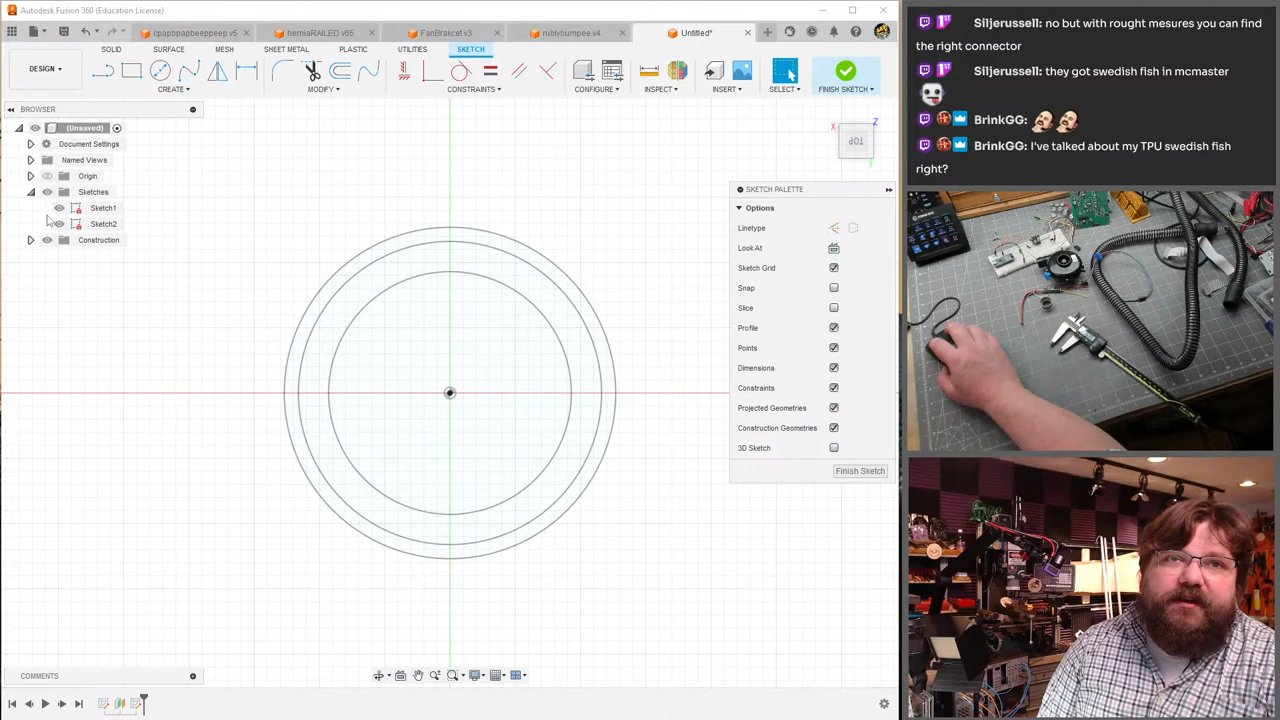 Autodesk Fusion 360 (Education License)
cpapbpapbeeppeep v5
herniaRAILED v65
FanBrakcet v3
rublybumpee v4
Untitled*
SOLID
SURFACE
MESH
SHEET METAL
PLASTIC
UTILITIES
SKETCH
DESIGN
CREATE
MODIFY
CONSTRAINTS
CONFIGURE
INSPECT
INSERT
SELECT
FINISH SKETCH
BROWSER
(Unsaved)
Document Settings
Named Views
Origin
Sketches
Sketch1
Sketch2
Construction
X
Z
Y
TOP
SKETCH PALETTE
Options
Linetype
Look At
Sketch Grid
Snap
Slice
Profile
Points
Dimensions
Constraints
Projected Geometries
Construction Geometries
3D Sketch
Finish Sketch
COMMENTS
Siljerussell: no but with rought mesures you can find
the right connector
Siljerussell: they got swedish fish in mcmaster
BrinkGG:
BrinkGG: I've talked about my TPU swedish fish
right?